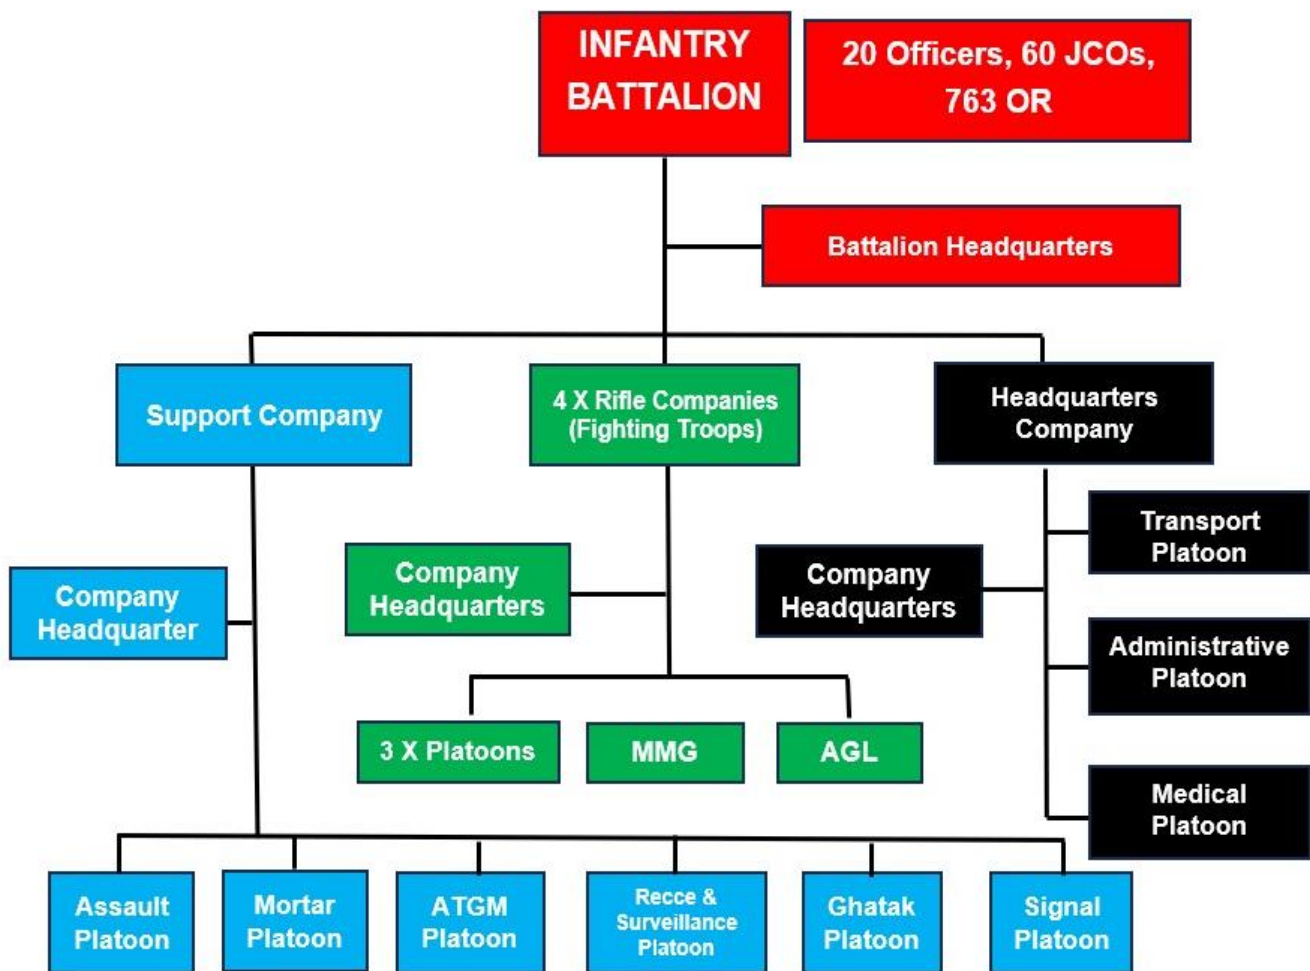 INFANTRY
BATTALION
20 Officers, 60 JCOs,
763 OR
Battalion Headquarters
Support Company
4 X Rifle Companies
(Fighting Troops)
Headquarters
Company
Transport
Platoon
Company
Headquarters
Company
Headquarters
Company
Headquarter
Administrative
Platoon
3 X Platoons
MMG
AGL
Medical
Platoon
Assault
Platoon
Mortar
Platoon
ATGM
Platoon
Recce &
Surveillance
Platoon
Ghatak
Platoon
Signal
Platoon